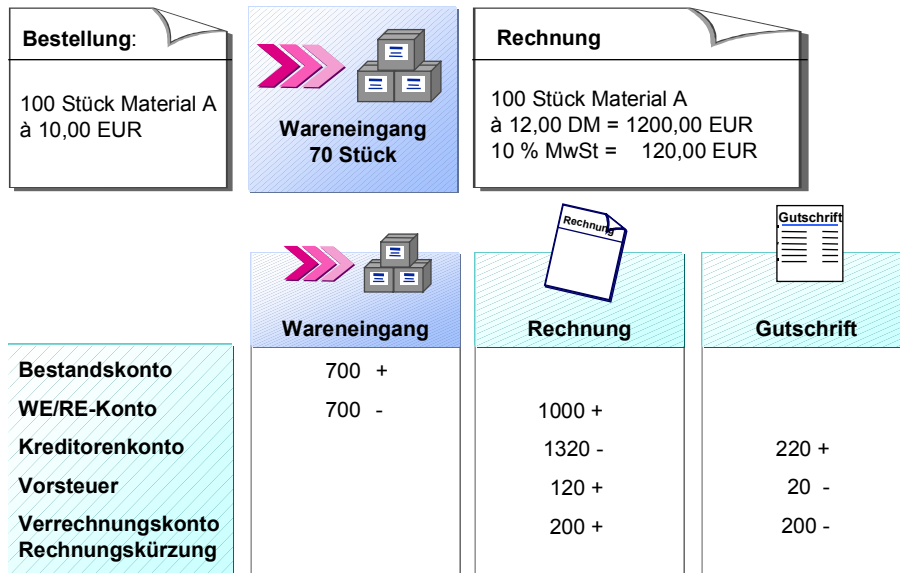 Bestellung:
100 Stück Material A
à 10,00 EUR
Wareneingang
70 Stück
Rechnung
100 Stück Material A
à 12,00 DM = 1200,00 EUR
10 % MwSt = 120,00 EUR
Rechnung
Gutschrift
Wareneingang Rechnung Gutschrift
Bestandskonto 700 +
WE/RE-Konto 700 - 1000 +
Kreditorenkonto 1320 - 220 +
Vorsteuer 120 + 20 -
Verrechnungskonto 200 + 200 -
Rechnungskürzung